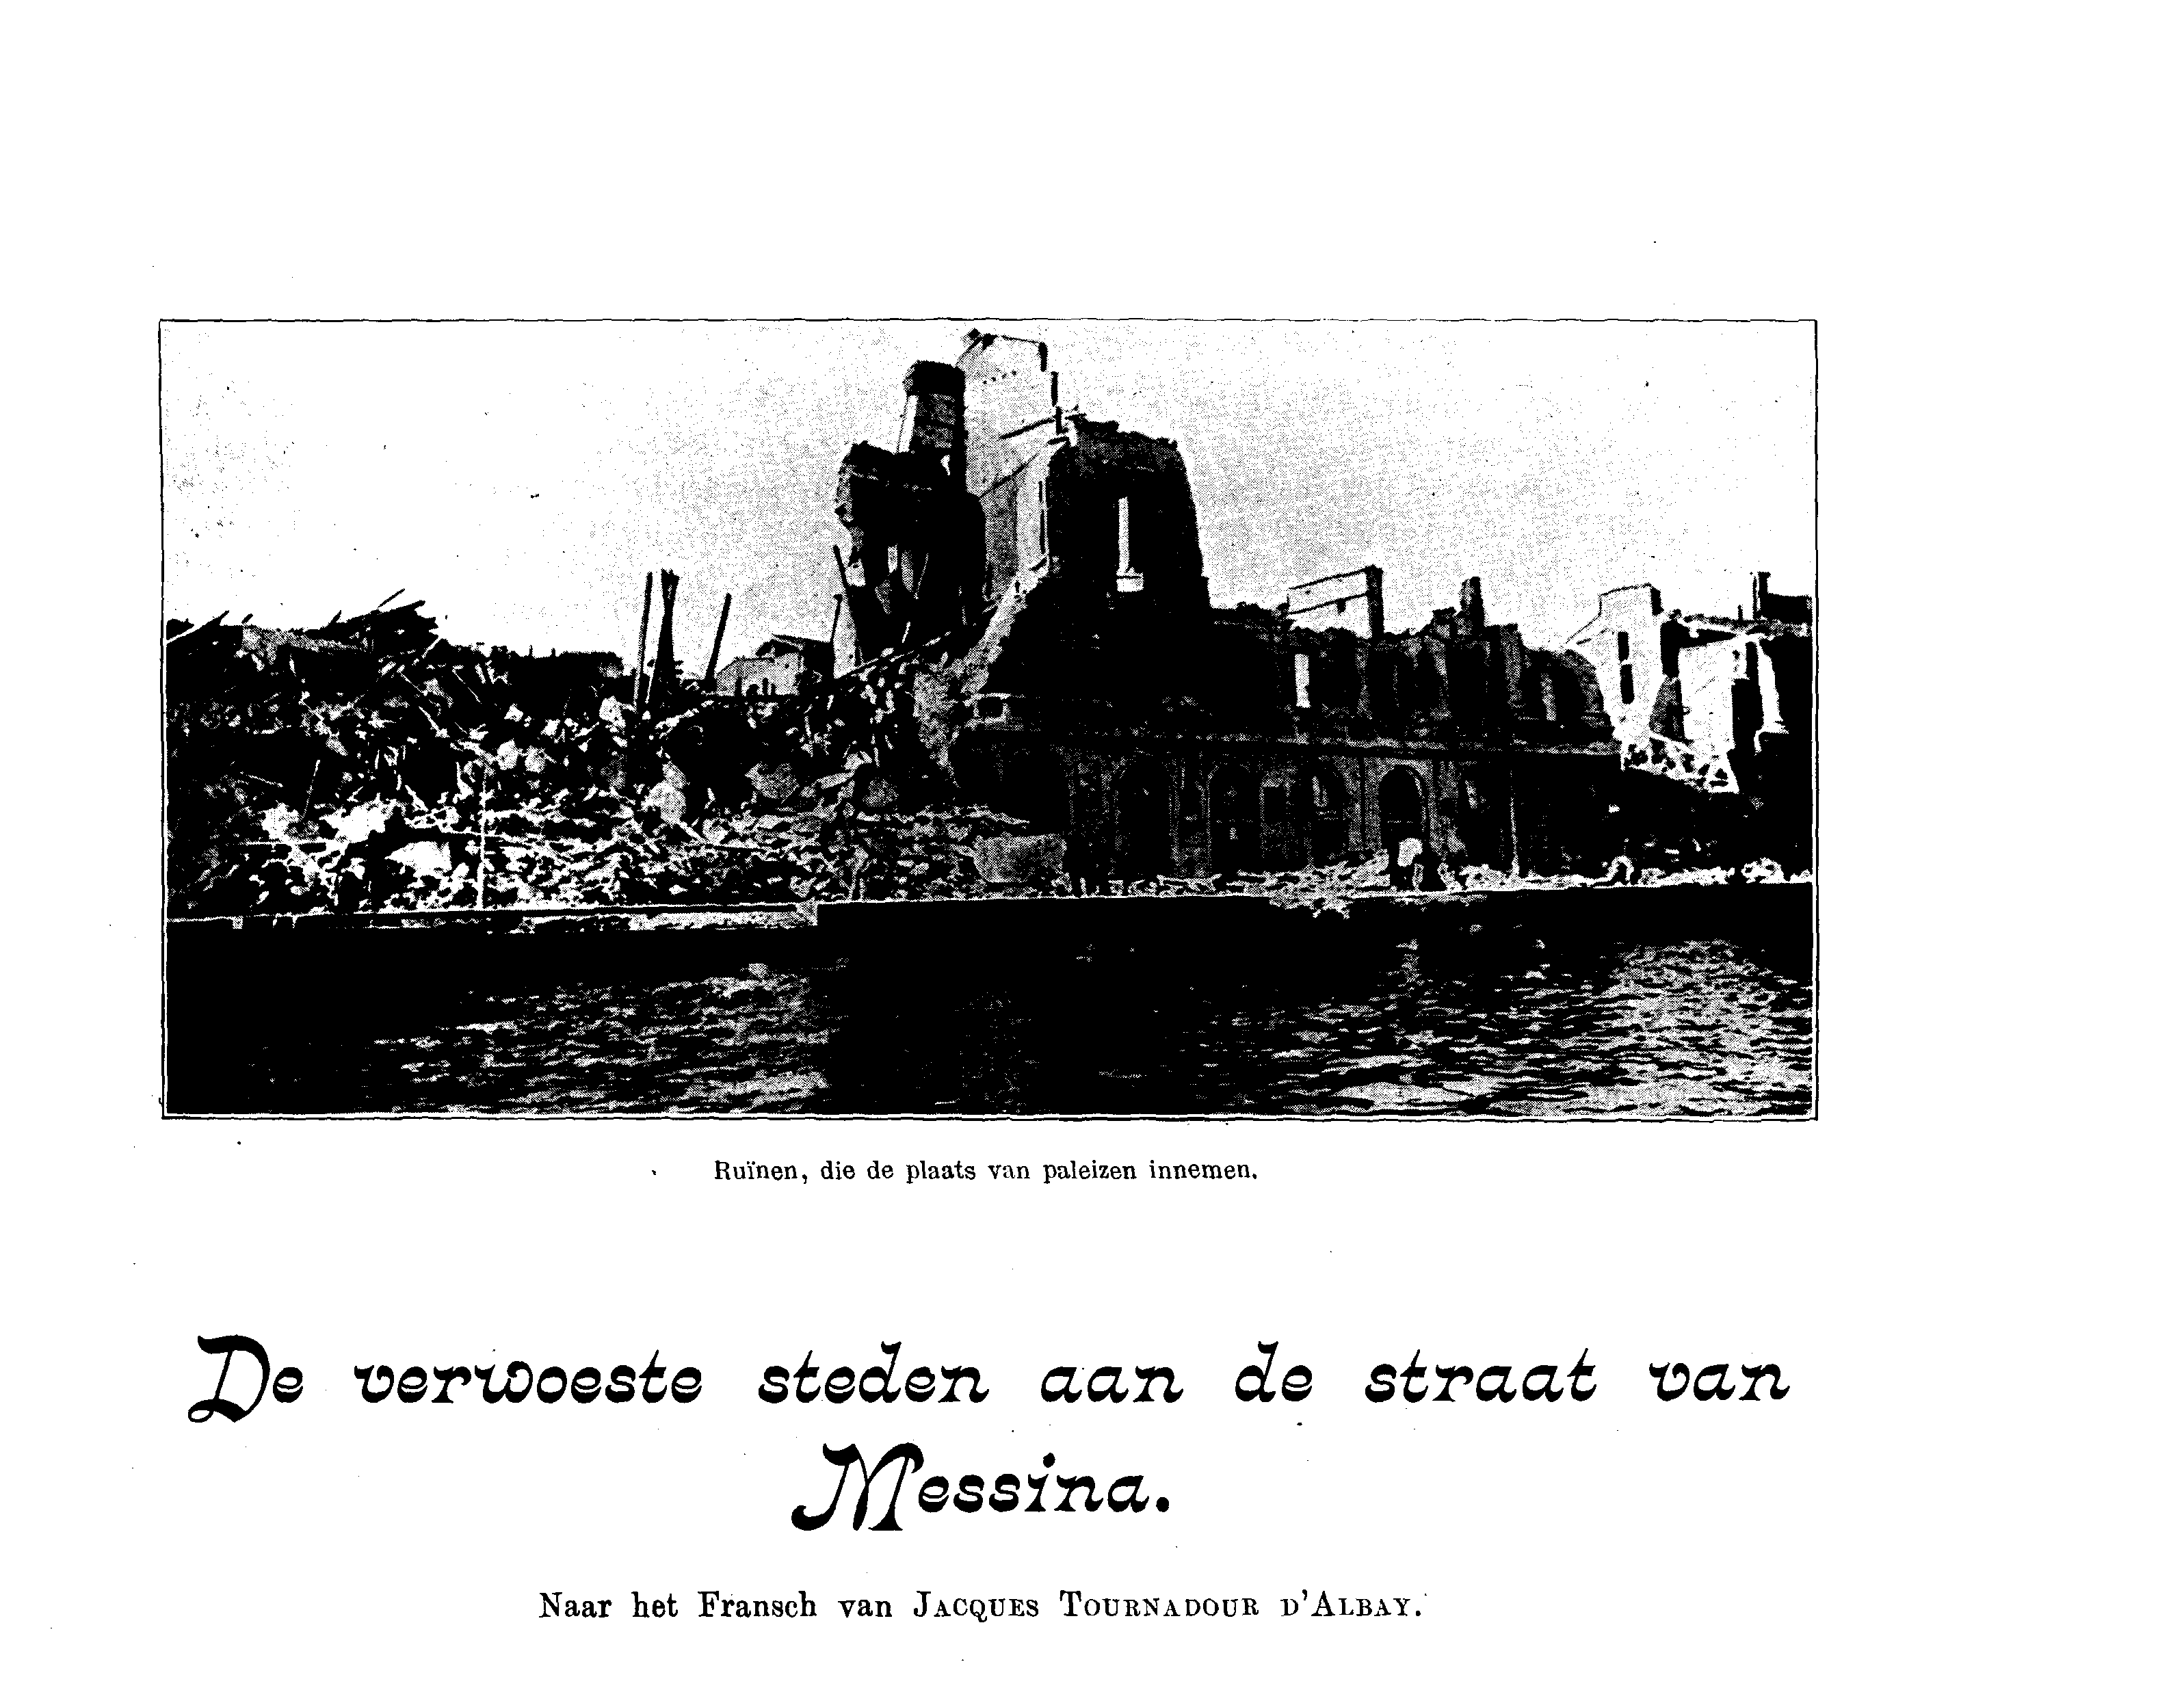 Ruïnen, die de plaats van paleizen innemen.
De verwoeste steden aan de straat van
Messina.
Naar het Fransch van JACQUES TOURNADOUR D'ALBAY.